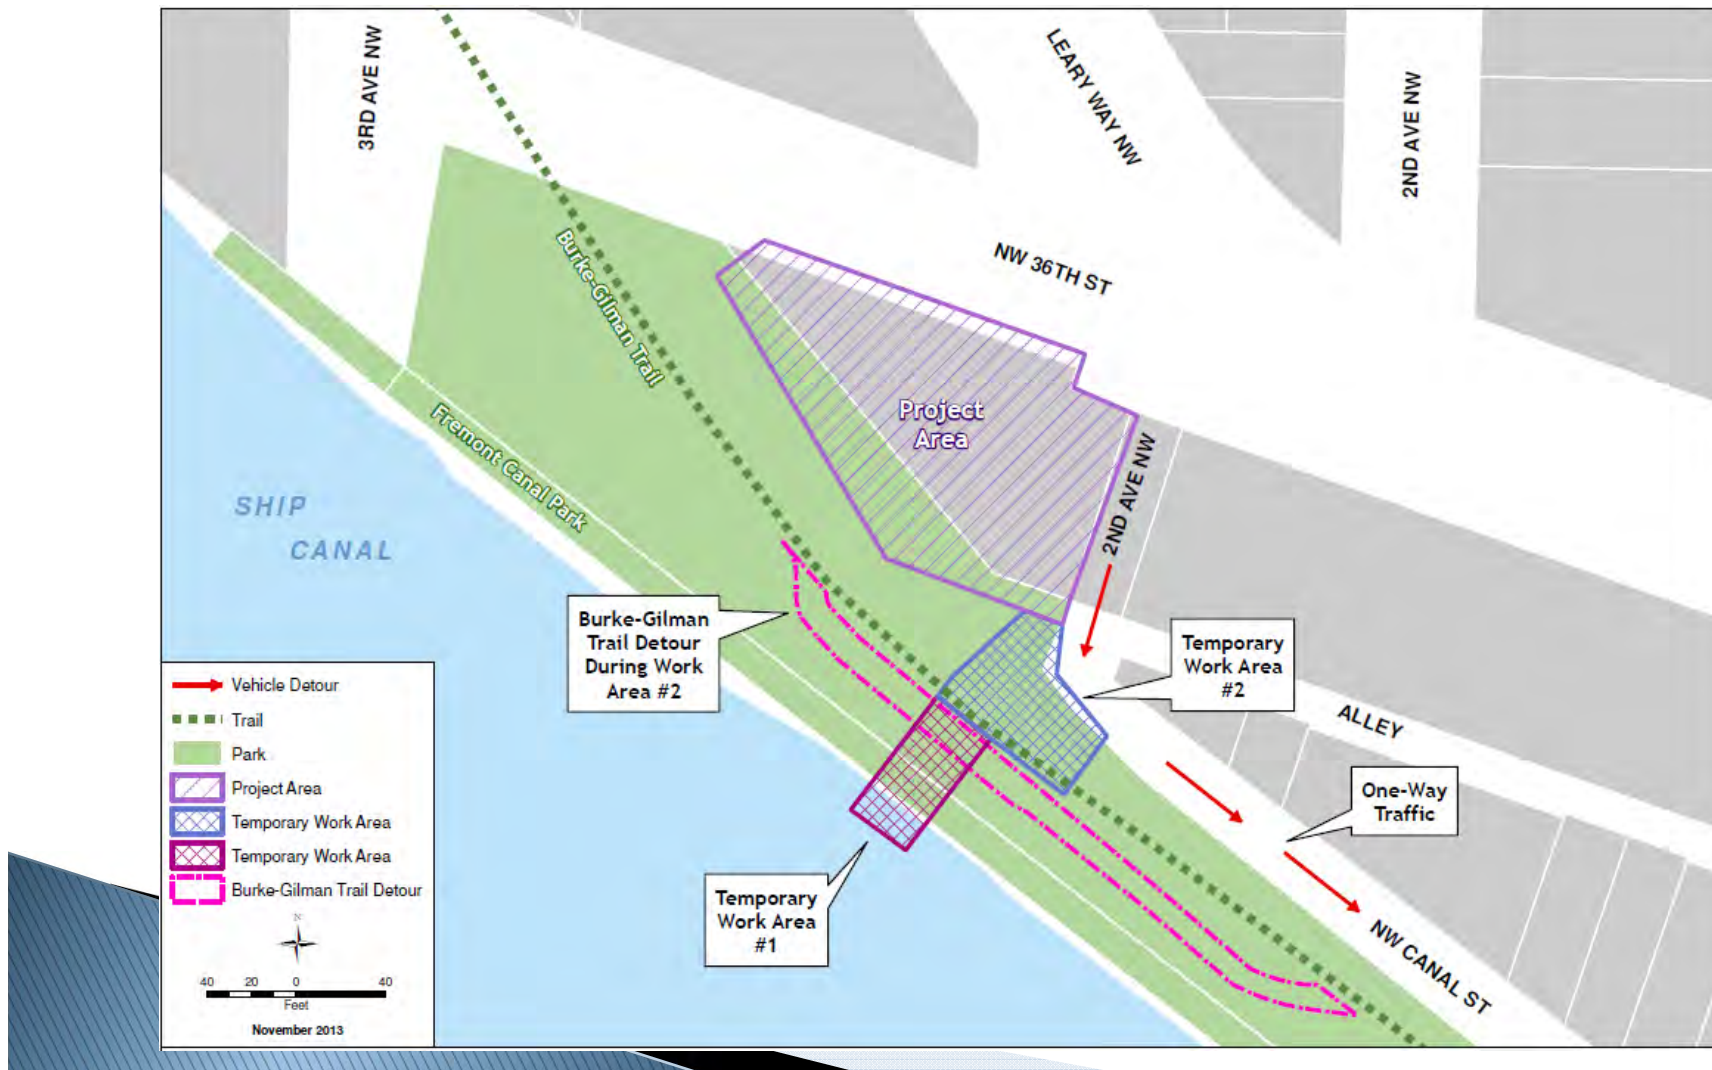 3RD AVE NW
LEARY WAY NW
2ND AVE NW
NW 36TH ST
Burke-Gilman Trail
Project
Area
Fremont Canal Park
2ND AVE NW
SHIP
CANAL
Burke-Gilman
Trail Detour
During Work
Area #2
Temporary
Work Area
#2
ALLEY
One-Way
Traffic
Temporary
Work Area
#1
NW CANAL ST
Vehicle Detour
Trail
Park
Project Area
Temporary Work Area
Temporary Work Area
Burke-Gilman Trail Detour
N
40 20 0 40
Feet
November 2013